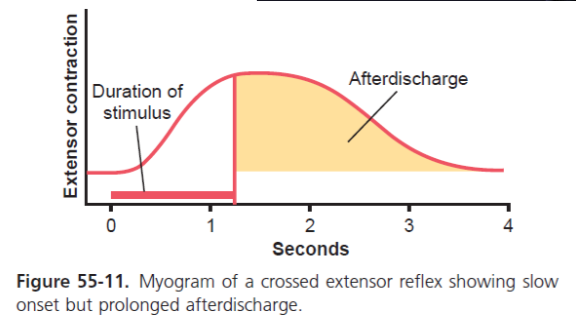 Extensor contraction
Duration of
stimulus
Afterdischarge
0 1 2 3 4
Seconds
Figure 55-11. Myogram of a crossed extensor reflex showing slow
onset but prolonged afterdischarge.